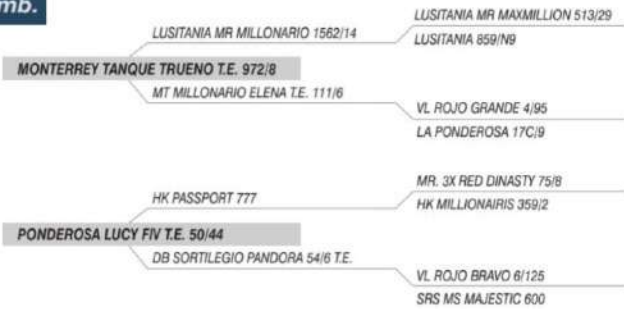 mb.
LUSITANIA MR MAXMILLION 513/29
LUSITANIA MR MILLONARIO 1562/14
LUSITANIA 859/N9
MONTERREY TANQUE TRUENO T.E. 972/8
MT MILLONARIO ELENA T.E. 111/6
VL ROJO GRANDE 4/95
LA PONDEROSA 17C/9
MR. 3X RED DINASTY 75/8
HK PASSPORT 777
HK MILLIONAIRIS 359/2
PONDEROSA LUCY FIV T.E. 50/44
DB SORTILEGIO PANDORA 54/6 T.E.
VL ROJO BRAVO 6/125
SRS MS MAJESTIC 600